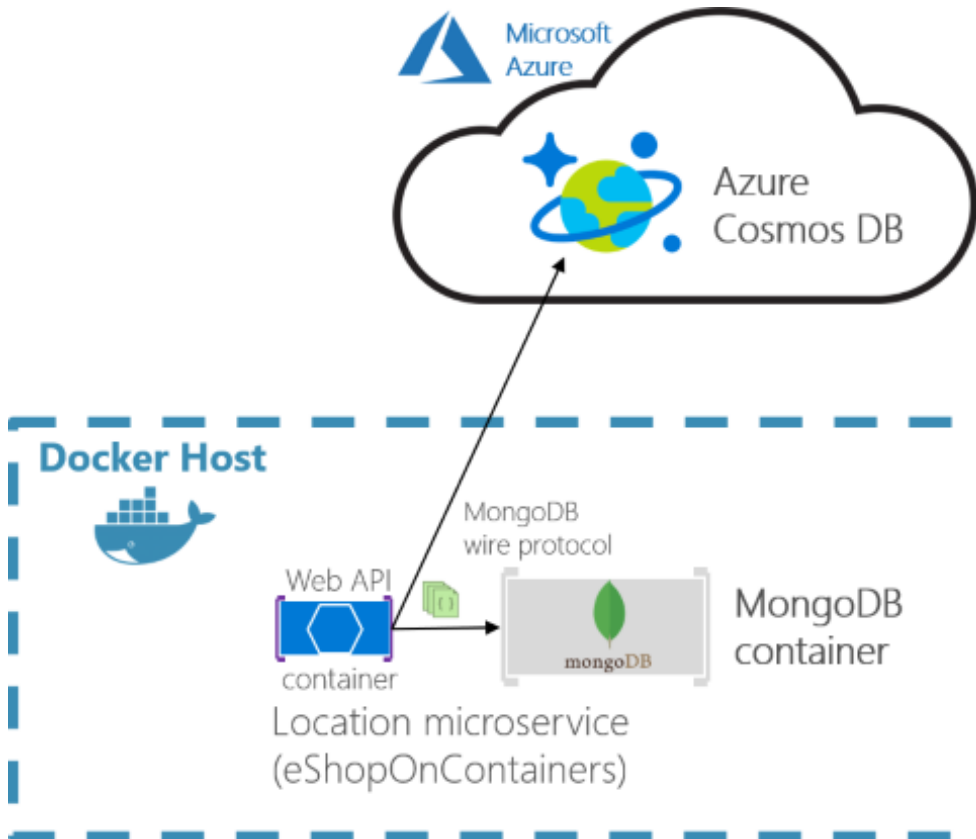 Microsoft
Azure
Azure
Cosmos DB
Docker Host
MongoDB
wire protocol
Web API
{ }
mongoDB
container
MongoDB
container
Location microservice
(eShopOnContainers)